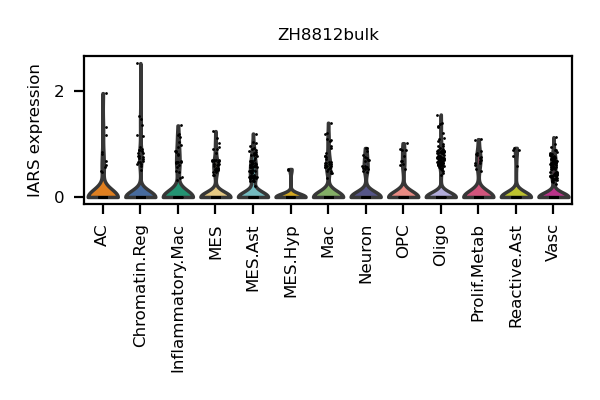 ZH8812bulk
IARS expression
2
0
AC
Chromatin.Reg
Inflammatory.Mac
MES
MES.Ast
MES.Hyp
Mac
Neuron
OPC
Oligo
Prolif.Metab
Reactive.Ast
Vasc